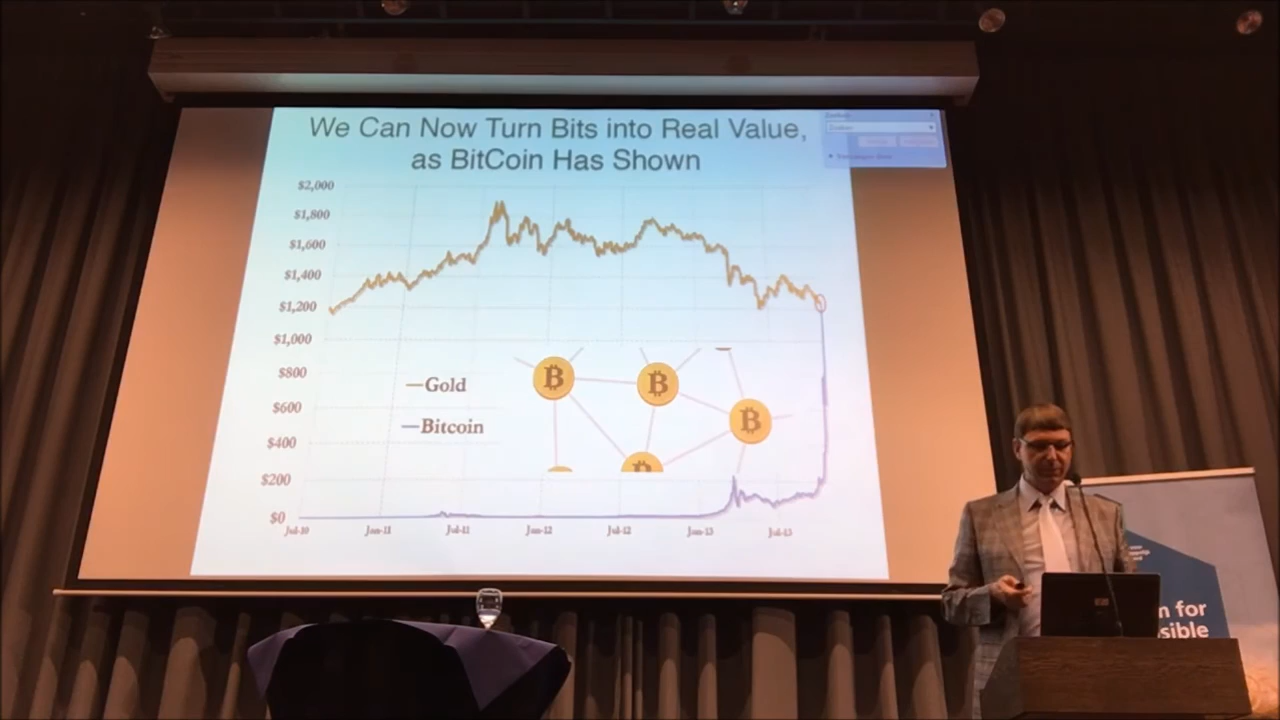 We Can Now Turn Bits into Real Value,
as BitCoin Has Shown
$2,000
$1,800
$1,600
$1,400
$1,200
$1,000
$800
$600
$400
$200
$0
Gold
Bitcoin
Jul-10
Jan-11
Jul-11
Jan-12
Jul-12
Jan-13
Jul-13
B
B
B
B
n for
sible